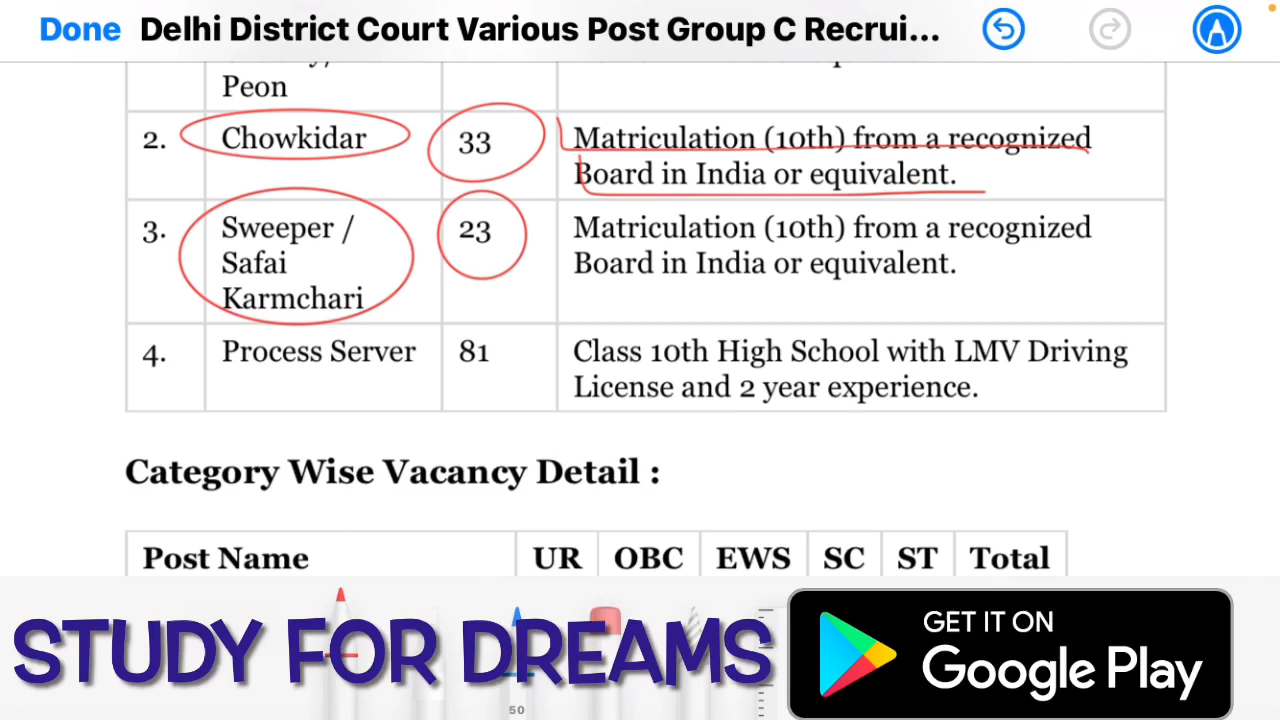 Done Delhi District Court Various Post Group C Recrui...
Peon
2. Chowkidar 33 Matriculation (10th) from a recognized
Board in India or equivalent.
3. Sweeper / 23 Matriculation (10th) from a recognized
Safai Board in India or equivalent.
Karmchari
4. Process Server 81 Class 10th High School with LMV Driving
License and 2 year experience.
Category Wise Vacancy Detail :
Post Name UR OBC EWS SC ST Total
STUDY FOR DREAMS
GET IT ON
Google Play
50